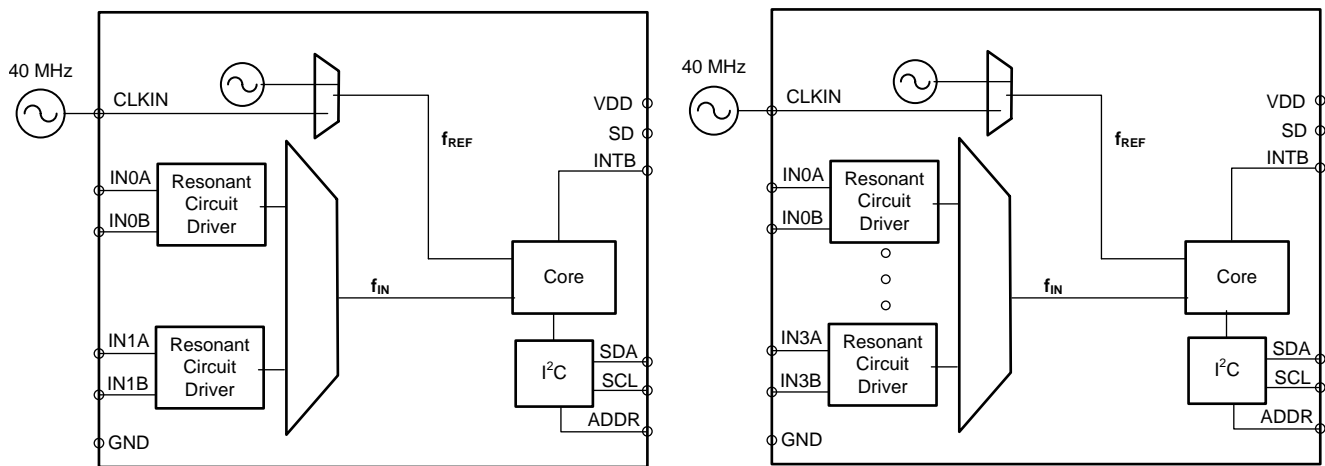 40 MHz
CLKIN
VDD
SD
INTB
fREF
IN0A
IN0B
Resonant
Circuit
Driver
Core
fIN
IN1A
IN1B
Resonant
Circuit
Driver
I²C
SDA
SCL
ADDR
GND
40 MHz
CLKIN
VDD
SD
INTB
fREF
IN0A
IN0B
Resonant
Circuit
Driver
Core
fIN
IN3A
IN3B
Resonant
Circuit
Driver
I²C
SDA
SCL
ADDR
GND